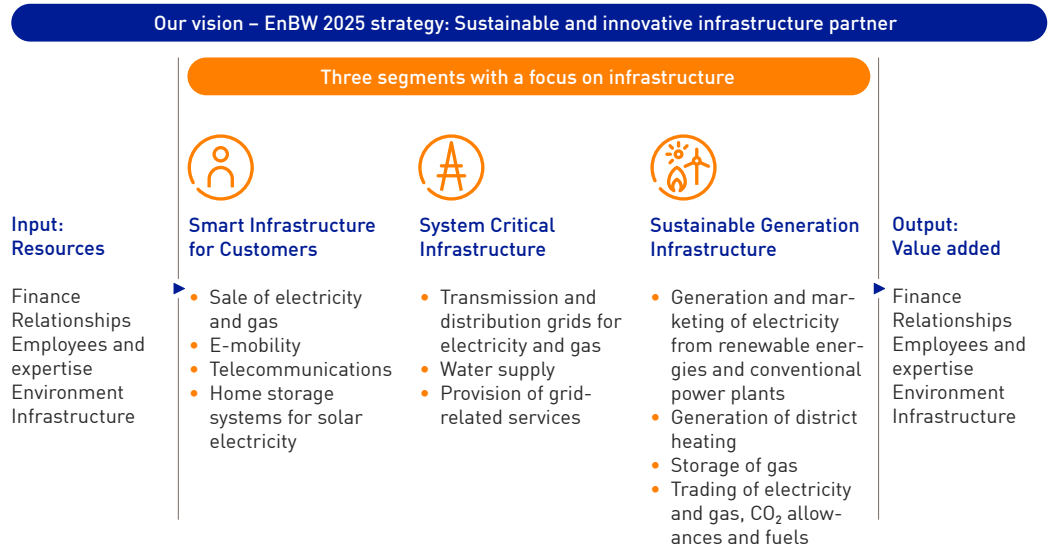 Our vision – EnBW 2025 strategy: Sustainable and innovative infrastructure partner
Three segments with a focus on infrastructure
Input:
Resources
Finance
Relationships
Employees and
expertise
Environment
Infrastructure
Smart Infrastructure
for Customers
• Sale of electricity
and gas
• E-mobility
• Telecommunications
• Home storage
systems for solar
electricity
System Critical
Infrastructure
• Transmission and
distribution grids for
electricity and gas
• Water supply
• Provision of grid-
related services
Sustainable Generation
Infrastructure
• Generation and mar-
keting of electricity
from renewable ener-
gies and conventional
power plants
• Generation of district
heating
• Storage of gas
• Trading of electricity
and gas, CO₂ allow-
ances and fuels
Output:
Value added
Finance
Relationships
Employees and
expertise
Environment
Infrastructure